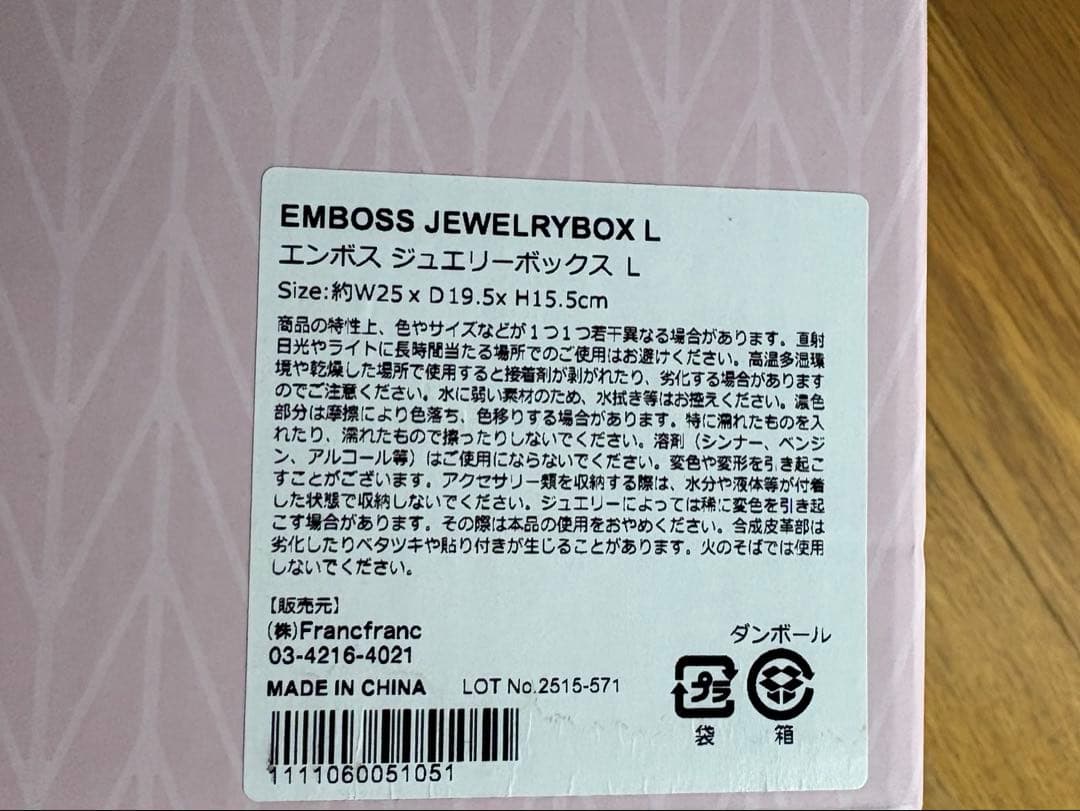 EMBOSS JEWELRYBOX L
エンボス ジュエリーボックス L
Size:約W25 x D19.5x H15.5cm
商品の特性上、色やサイズなどが1つ1つ若干異なる場合があります。直射
日光やライトに長時間当たる場所でのご使用はお避けください。高温多湿環
境や乾燥した場所で使用すると接着剤が剥がれたり、劣化する場合があります
のでご注意ください。水に弱い素材のため、水拭き等はお控えください。濃色
部分は摩擦により色落ち、色移りする場合があります。特に濡れたものを入
れたり、濡れたもので擦ったりしないでください。溶剤（シンナー、ベンジ
ン、アルコール等）はご使用にならないでください。変色や変形を引き起こ
すことがございます。アクセサリー類を収納する際は、水分や液体等が付着
した状態で収納しないでください。ジュエリーによっては稀に変色を引き起
こす場合があります。その際は本品の使用をおやめください。合成皮革部は
劣化したりベタツキや貼り付きが生じることがあります。火のそばでは使用
しないでください。
【販売元】
(株)Francfranc
03-4216-4021
MADE IN CHINA LOT No.2515-571
1111060051051
ダンボール
プラ
袋 箱